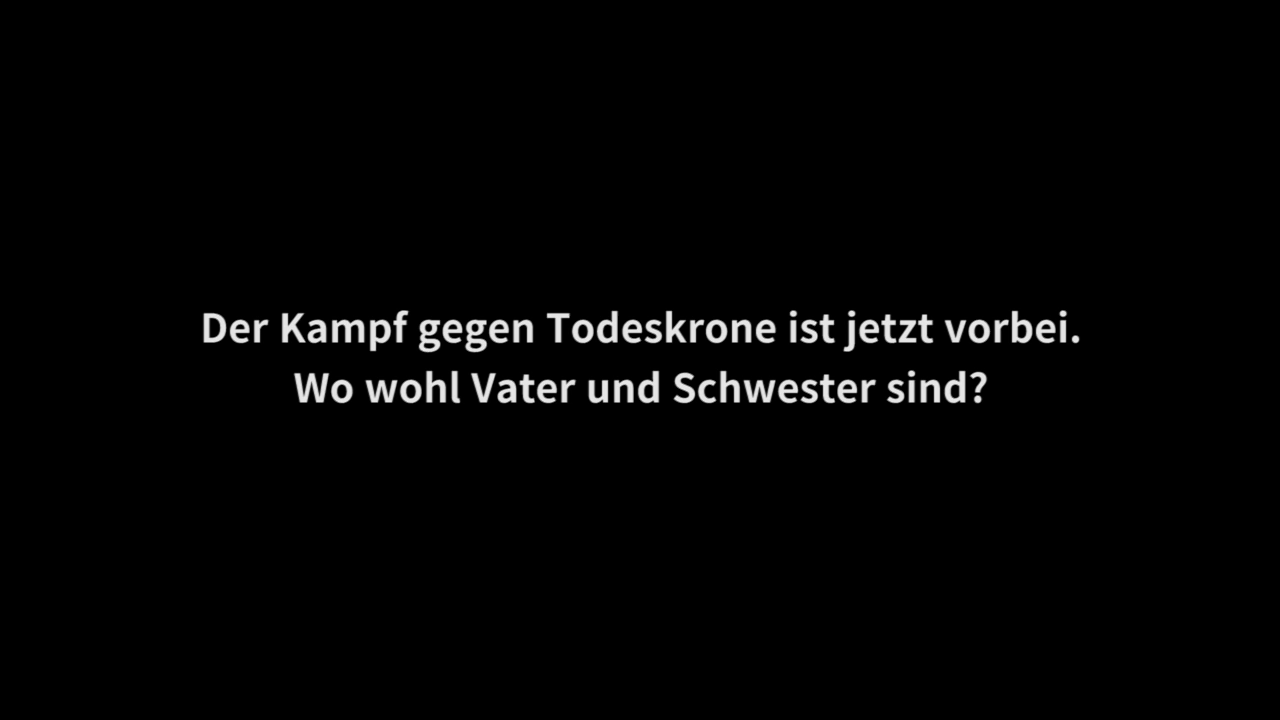 Der Kampf gegen Todeskrone ist jetzt vorbei.
Wo wohl Vater und Schwester sind?